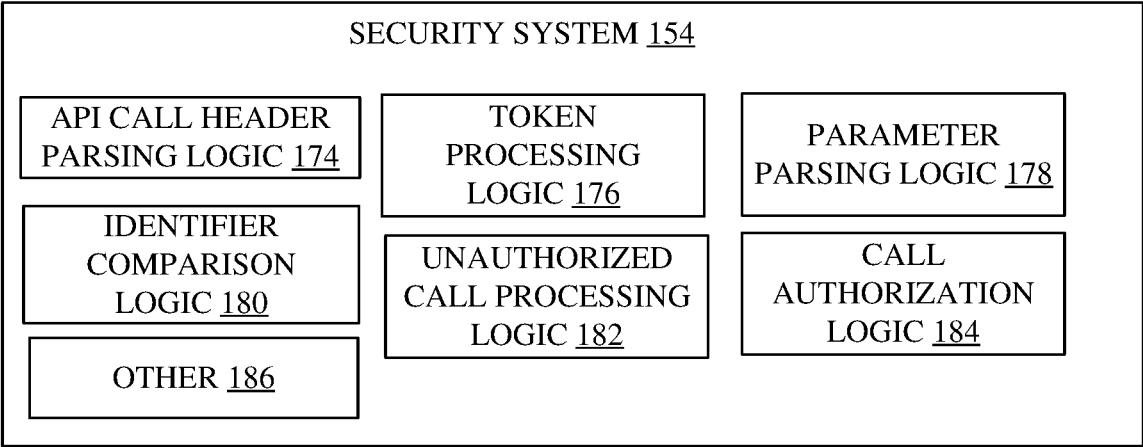 SECURITY SYSTEM 154
API CALL HEADER
PARSING LOGIC 174
TOKEN
PROCESSING
LOGIC 176
PARAMETER
PARSING LOGIC 178
IDENTIFIER
COMPARISON
LOGIC 180
UNAUTHORIZED
CALL PROCESSING
LOGIC 182
CALL
AUTHORIZATION
LOGIC 184
OTHER 186